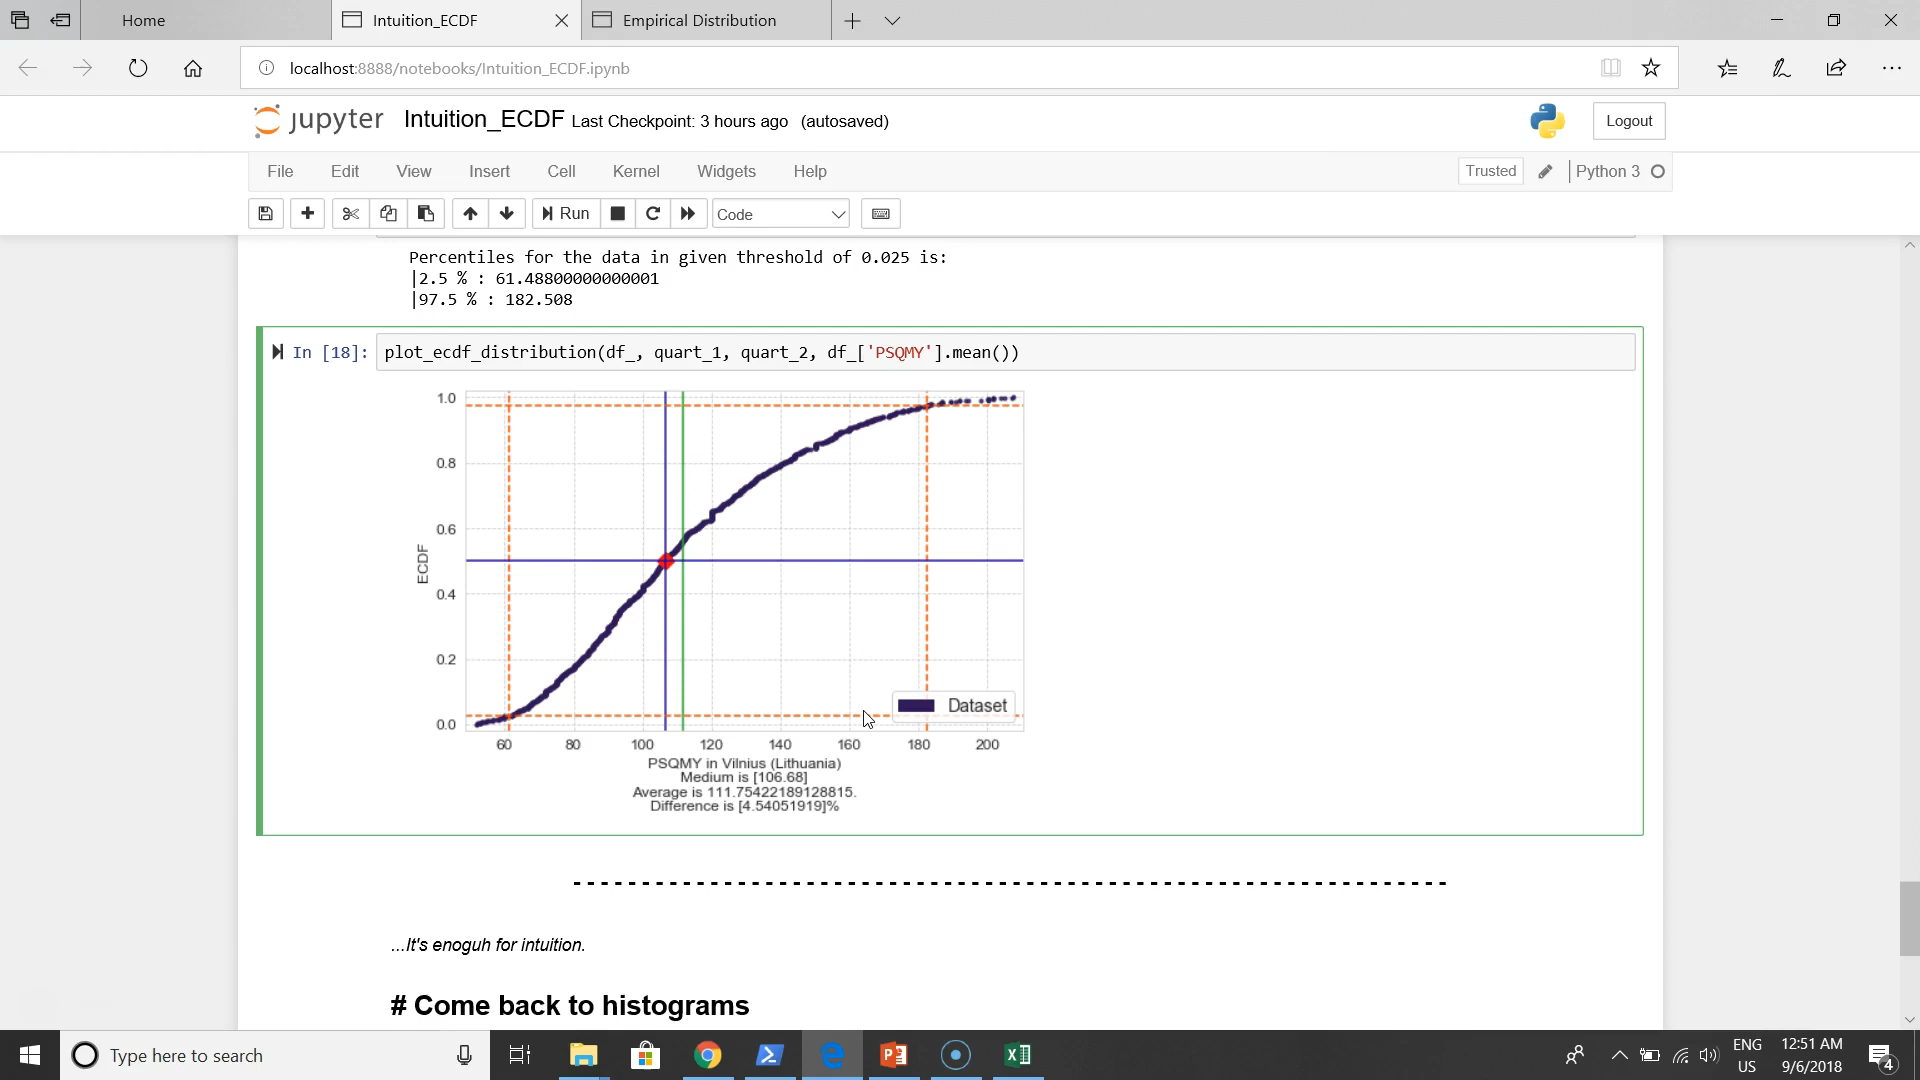 Home
Intuition_ECDF
Empirical Distribution
localhost:8888/notebooks/Intuition_ECDF.ipynb
jupyter Intuition_ECDF Last Checkpoint: 3 hours ago (autosaved)
Logout
File Edit View Insert Cell Kernel Widgets Help
Trusted
Python 3
Run
Code
Percentiles for the data in given threshold of 0.025 is:
|2.5 % : 61.48800000000001
|97.5 % : 182.508
In [18]: plot_ecdf_distribution(df_, quart_1, quart_2, df_['PSQMY'].mean())
1.0
0.8
0.6
0.4
0.2
0.0
ECDF
Dataset
60 80 100 120 140 160 180 200
PSQMY in Vilnius (Lithuania)
Medium is [106.68]
Average is 111.75422189128815.
Difference is [4.54051919]%
----------------------------------------------------------------
...It's enoguh for intuition.
# Come back to histograms
Type here to search
ENG
US
12:51 AM
9/6/2018
4